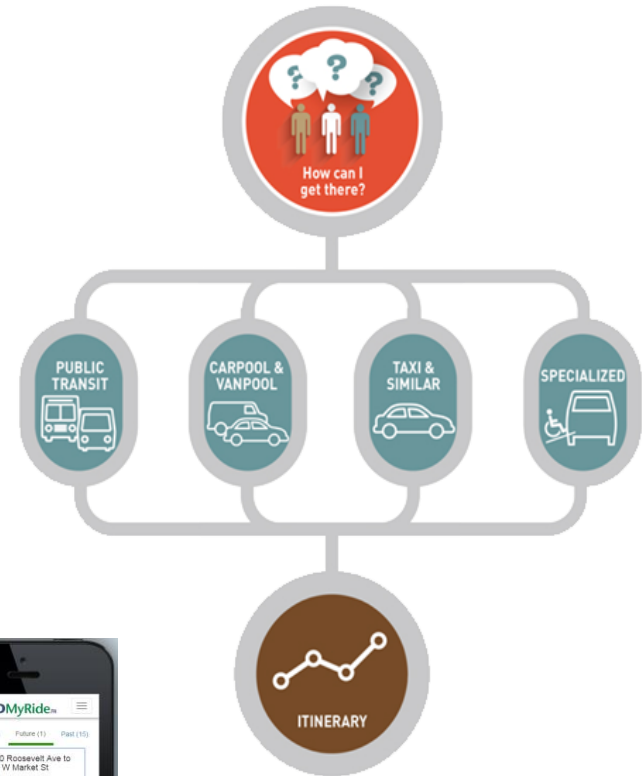 ? ? ?
How can I
get there?
PUBLIC
TRANSIT
CARPOOL &
VANPOOL
TAXI &
SIMILAR
SPECIALIZED
ITINERARY
MyRide
Future (1) Past (15)
Roosevelt Ave to
W Market St